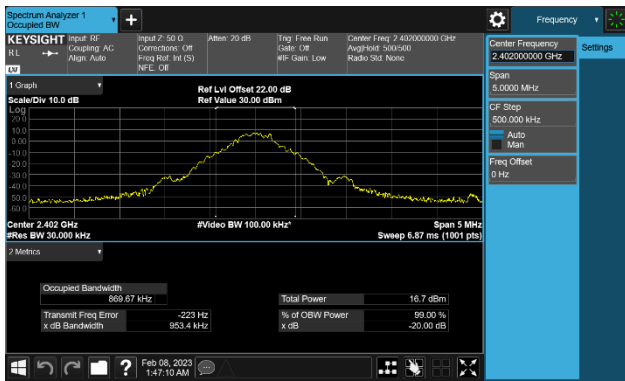 Spectrum Analyzer 1
Occupied BW
Frequency
KEYSIGHT
RL
Input: RF
Coupling: AC
Align: Auto
Input Z: 50 Ω
Corrections: Off
Freq Ref: Int (S)
NFE: Off
Atten: 20 dB
Trig: Free Run
Gate: Off
#IF Gain: Low
Center Freq: 2.402000000 GHz
Avg|Hold: 500/500
Radio Std: None
Center Frequency
2.402000000 GHz
Settings
Span
5.0000 MHz
CF Step
500.000 kHz
Auto
Man
Freq Offset
0 Hz
1 Graph
Scale/Div 10.0 dB
Ref Lvl Offset 22.00 dB
Ref Value 30.00 dBm
Log
20.0
10.0
0.00
-10.0
-20.0
-30.0
-40.0
-50.0
-60.0
Center 2.402 GHz
#Res BW 30.000 kHz
#Video BW 100.00 kHz*
Span 5 MHz
Sweep 6.87 ms (1001 pts)
2 Metrics
Occupied Bandwidth
869.67 kHz
Total Power 16.7 dBm
Transmit Freq Error -223 Hz
% of OBW Power 99.00 %
x dB Bandwidth 953.4 kHz
x dB -20.00 dB
Feb 08, 2023
1:47:10 AM